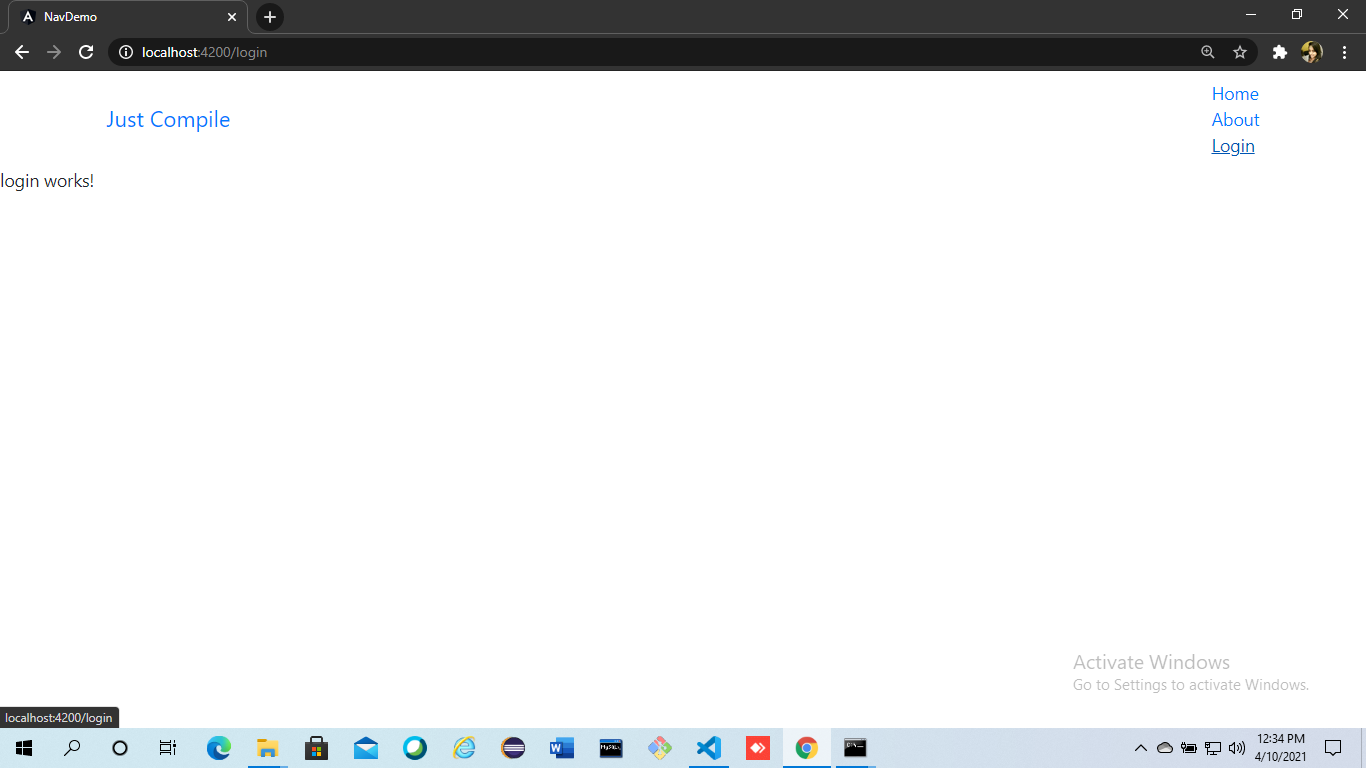 NavDemo
localhost:4200/login
Home
Just Compile
About
Login
login works!
Activate Windows
Go to Settings to activate Windows.
localhost:4200/login
12:34 PM
4/10/2021